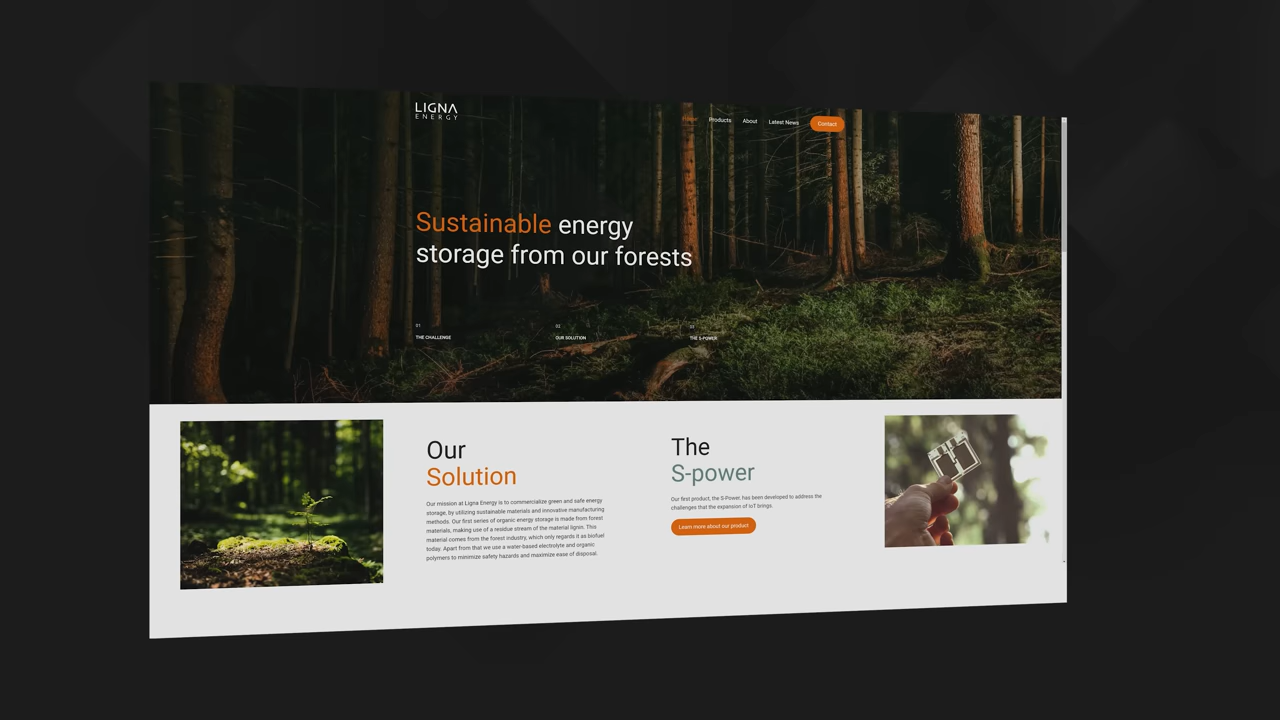 LIGNA
ENERGY
Home
Products
About
Latest News
Contact
Sustainable energy
storage from our forests
01
THE CHALLENGE
02
OUR SOLUTION
03
THE S-POWER
Our
Solution
Our mission at Ligna Energy is to commercialize green and safe energy
storage, by utilizing sustainable materials and innovative manufacturing
methods. Our first series of organic energy storage is made from forest
materials, making use of a residue stream of the material lignin. This
material comes from the forest industry, which only regards it as biofuel
today. Apart from that we use a water-based electrolyte and organic
polymers to minimize safety hazards and maximize ease of disposal.
The
S-power
Our first product, the S-Power, has been developed to address the
challenges that the expansion of IoT brings.
Learn more about our product